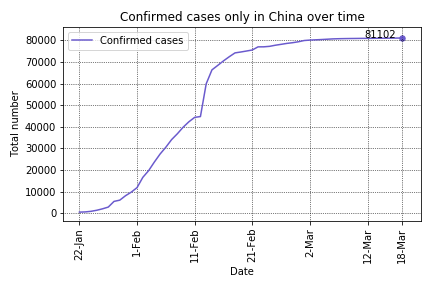 Confirmed cases only in China over time
Confirmed cases
81102
Total number
80000
70000
60000
50000
40000
30000
20000
10000
0
22-Jan
1-Feb
11-Feb
21-Feb
2-Mar
12-Mar
18-Mar
Date